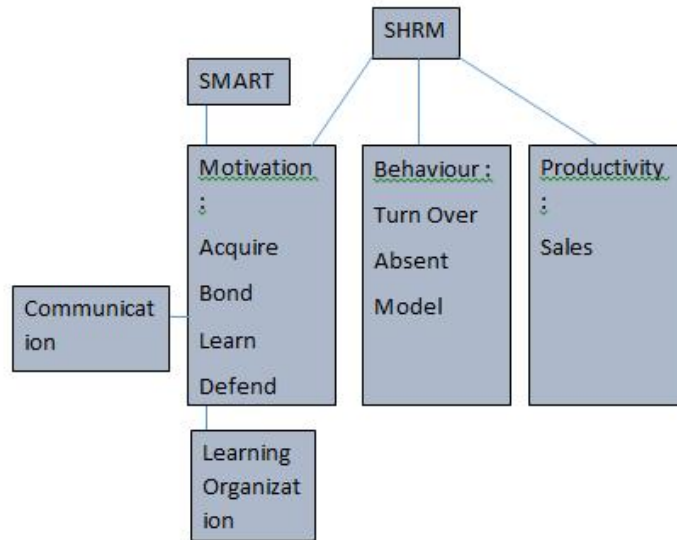 SHRM
SMART
Motivation
:
Acquire
Bond
Learn
Defend
Behaviour :
Turn Over
Absent
Model
Productivity
:
Sales
Communicat
ion
Learning
Organizat
ion